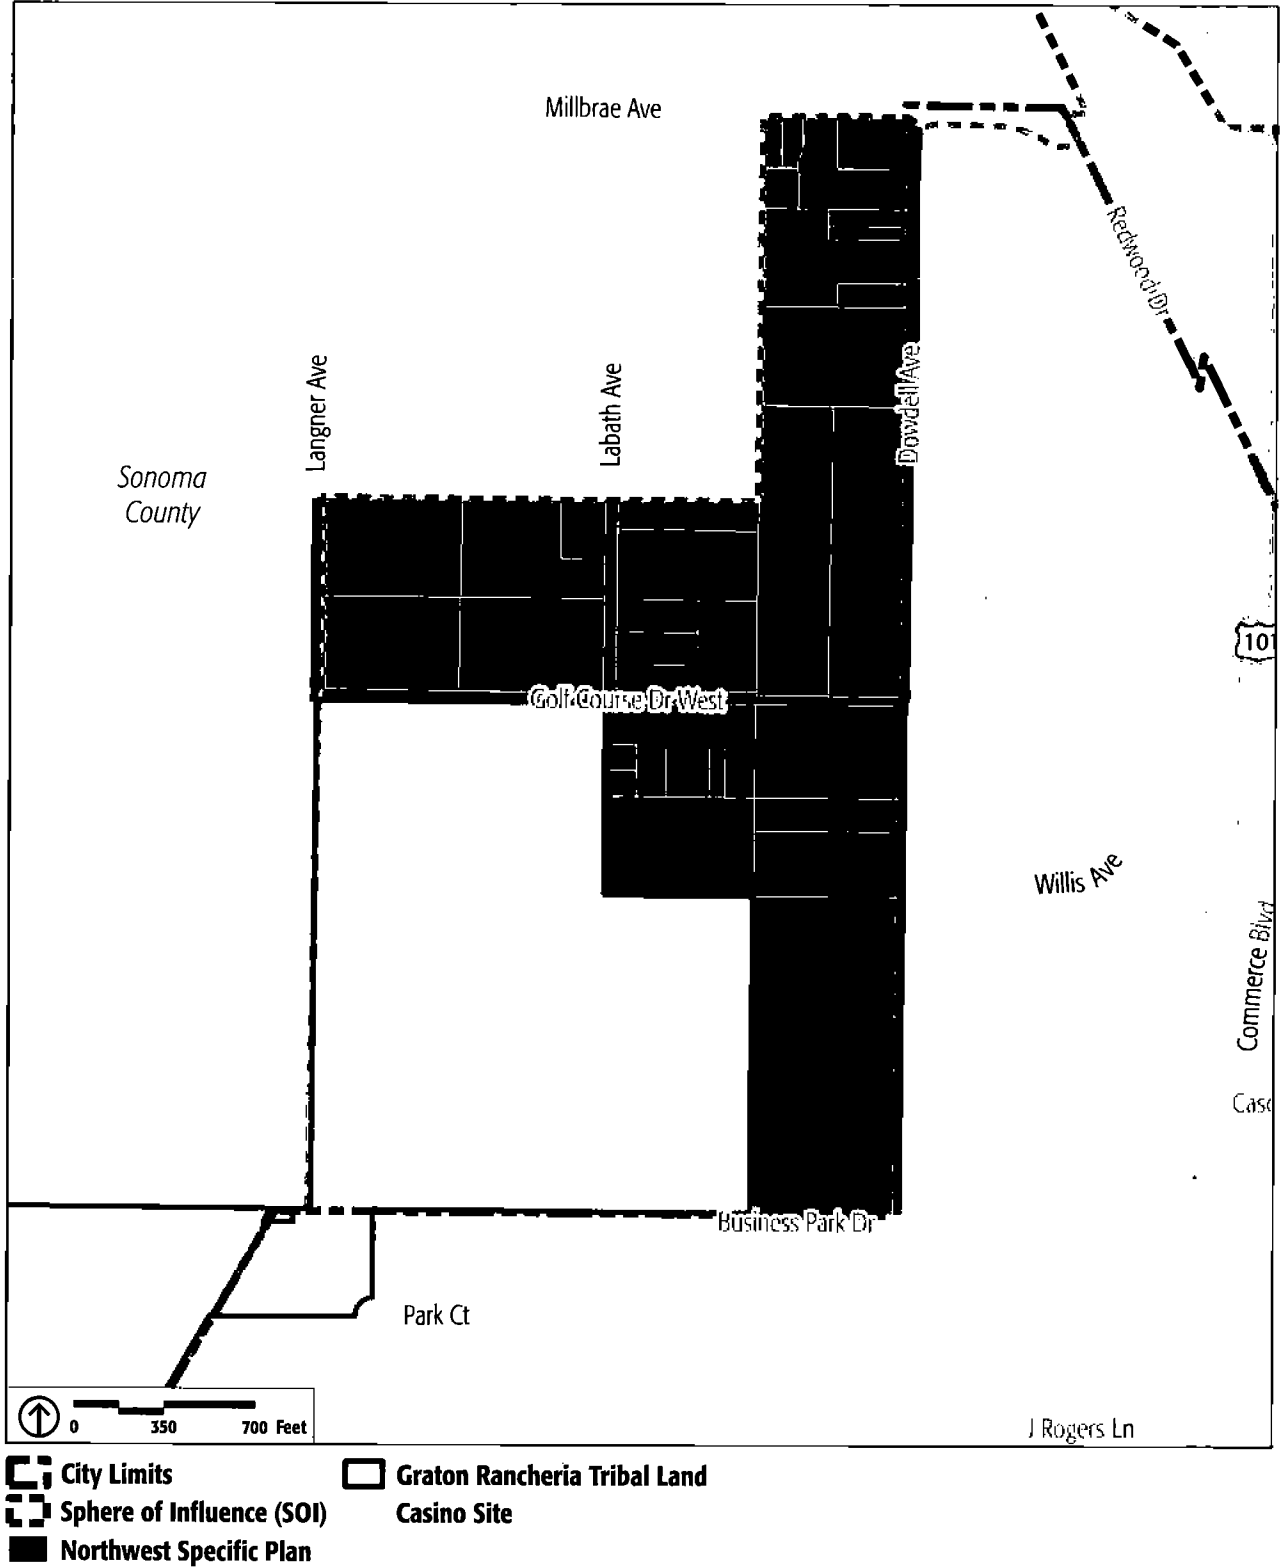 Millbrae Ave
Redwood Dr
Langner Ave
Labath Ave
Dowdell Ave
Sonoma
County
101
Golf Course Dr West
Willis Ave
Commerce Blvd
Business Park Dr
Park Ct
0 350 700 Feet
J Rogers Ln
City Limits
Graton Rancheria Tribal Land
Sphere of Influence (SOI)
Casino Site
Northwest Specific Plan